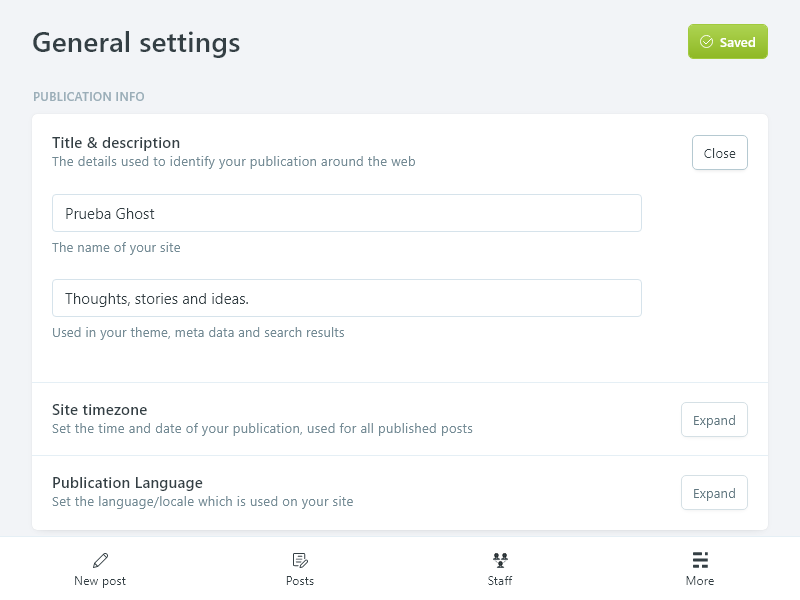 General settings
Saved
PUBLICATION INFO
Title & description
The details used to identify your publication around the web
Close
Prueba Ghost
The name of your site
Thoughts, stories and ideas.
Used in your theme, meta data and search results
Site timezone
Set the time and date of your publication, used for all published posts
Expand
Publication Language
Set the language/locale which is used on your site
Expand
New post
Posts
Staff
More